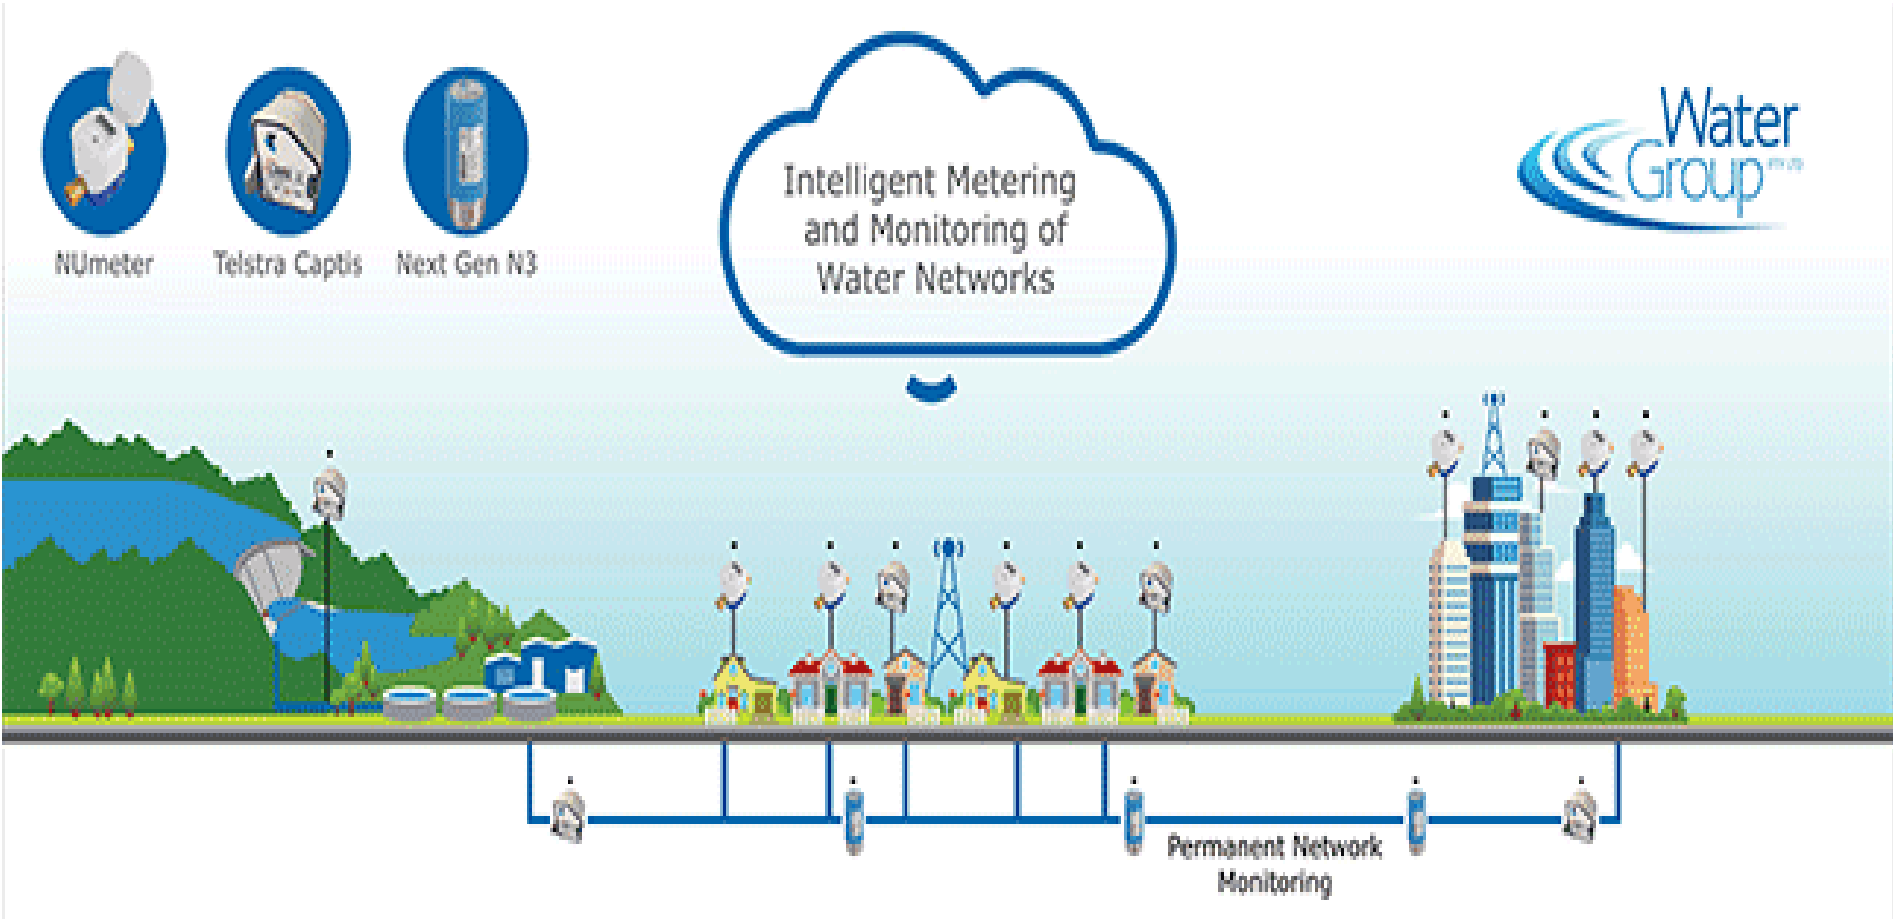 NUmeter
Telstra Captis
Next Gen N3
Intelligent Metering
and Monitoring of
Water Networks
Water
Group
Permanent Network
Monitoring